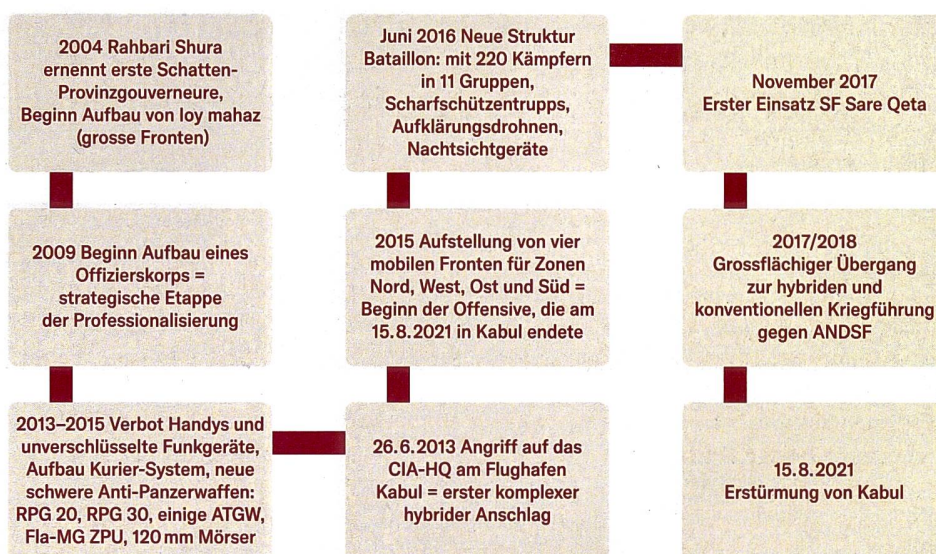 2004 Rahbari Shura
ernennt erste Schatten-
Provinzgouverneure,
Beginn Aufbau von loy mahaz
(grosse Fronten)
2009 Beginn Aufbau eines
Offizierskorps =
strategische Etappe
der Professionalisierung
2013–2015 Verbot Handys und
unverschlüsselte Funkgeräte,
Aufbau Kurier-System, neue
schwere Anti-Panzerwaffen:
RPG 20, RPG 30, einige ATGW,
Fla-MG ZPU, 120 mm Mörser
26.6.2013 Angriff auf das
CIA-HQ am Flughafen
Kabul = erster komplexer
hybrider Anschlag
2015 Aufstellung von vier
mobilen Fronten für Zonen
Nord, West, Ost und Süd =
Beginn der Offensive, die am
15.8.2021 in Kabul endete
Juni 2016 Neue Struktur
Bataillon: mit 220 Kämpfern
in 11 Gruppen,
Scharfschützentrupps,
Aufklärungsdrohnen,
Nachtsichtgeräte
November 2017
Erster Einsatz SF Sare Qeta
2017/2018
Grossflächiger Übergang
zur hybriden und
konventionellen Kriegführung
gegen ANDSF
15.8.2021
Erstürmung von Kabul